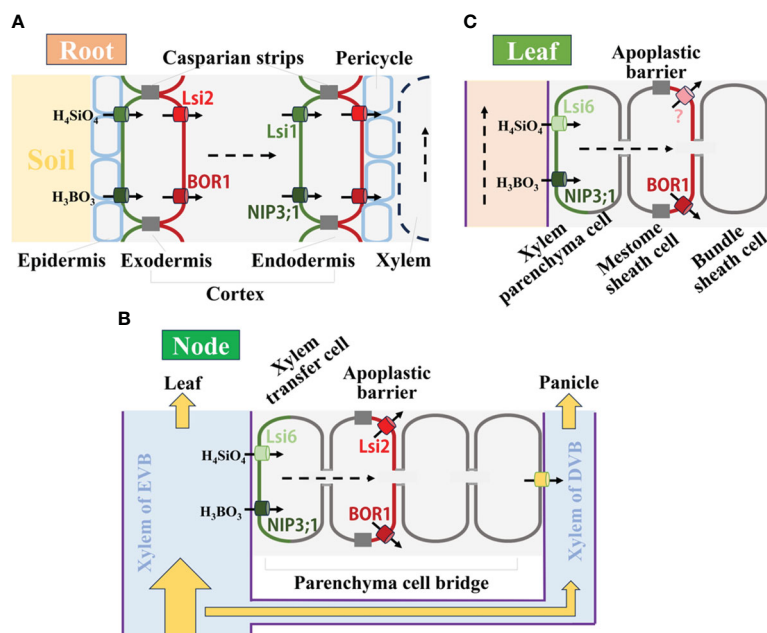 A
Root
Casparian strips
Pericycle
H₄SiO₄
Lsi2
Lsi1
Soil
BOR1
H₃BO₃
NIP3;1
Epidermis
Exodermis
Endodermis
Xylem
Cortex
C
Leaf
Apoplastic
barrier
Lsi6
H₄SiO₄
?
H₃BO₃
NIP3;1
BOR1
Xylem
parenchyma cell
Mestome
sheath cell
Bundle
sheath cell
B
Node
Xylem
transfer cell
Leaf
Apoplastic
barrier
Panicle
Lsi6
Lsi2
H₄SiO₄
H₃BO₃
NIP3;1
BOR1
Xylem of EVB
Xylem of DVB
Parenchyma cell bridge